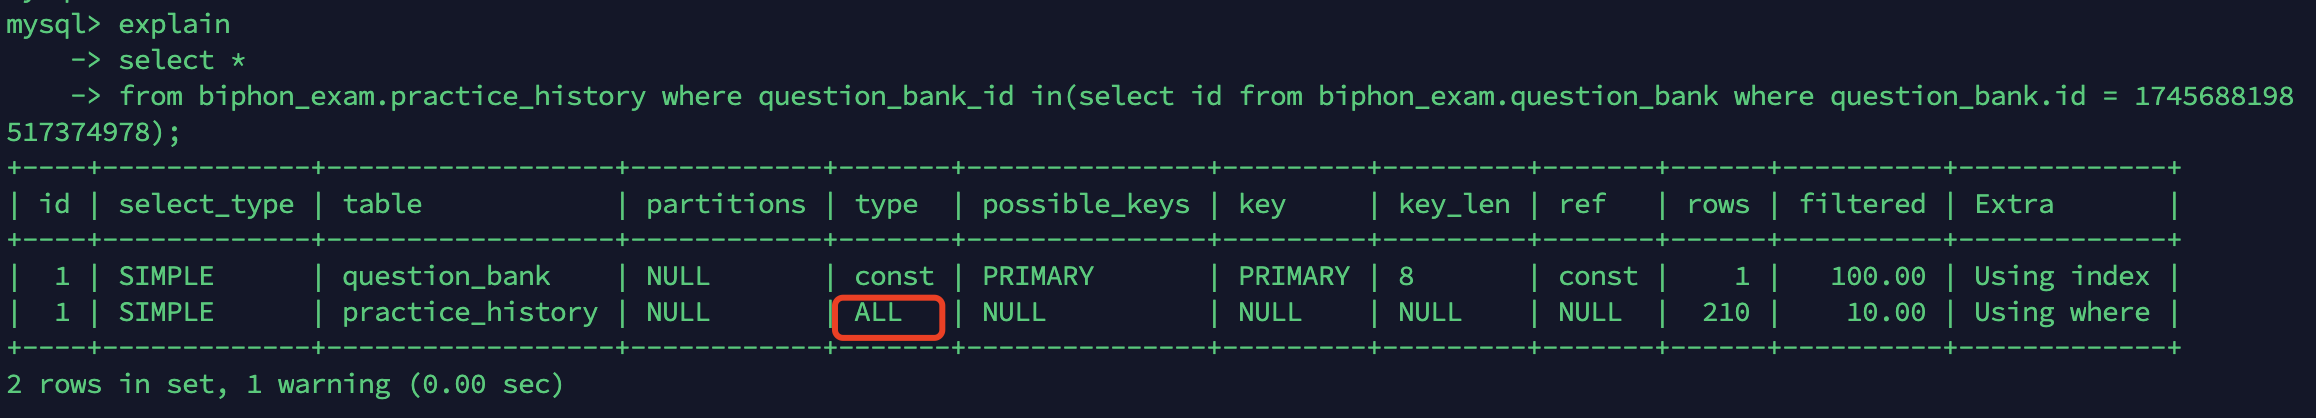 mysql> explain
    -> select *
    -> from biphon_exam.practice_history where question_bank_id in(select id from biphon_exam.question_bank where question_bank.id = 1745688198
517374978);
+----+-------------+------------------+------------+-------+---------------+---------+---------+-------+------+----------+-------------+
| id | select_type | table            | partitions | type  | possible_keys | key     | key_len | ref   | rows | filtered | Extra       |
+----+-------------+------------------+------------+-------+---------------+---------+---------+-------+------+----------+-------------+
|  1 | SIMPLE      | question_bank    | NULL       | const | PRIMARY       | PRIMARY | 8       | const |    1 |   100.00 | Using index |
|  1 | SIMPLE      | practice_history | NULL       | ALL   | NULL          | NULL    | NULL    | NULL  |  210 |    10.00 | Using where |
+----+-------------+------------------+------------+-------+---------------+---------+---------+-------+------+----------+-------------+
2 rows in set, 1 warning (0.00 sec)